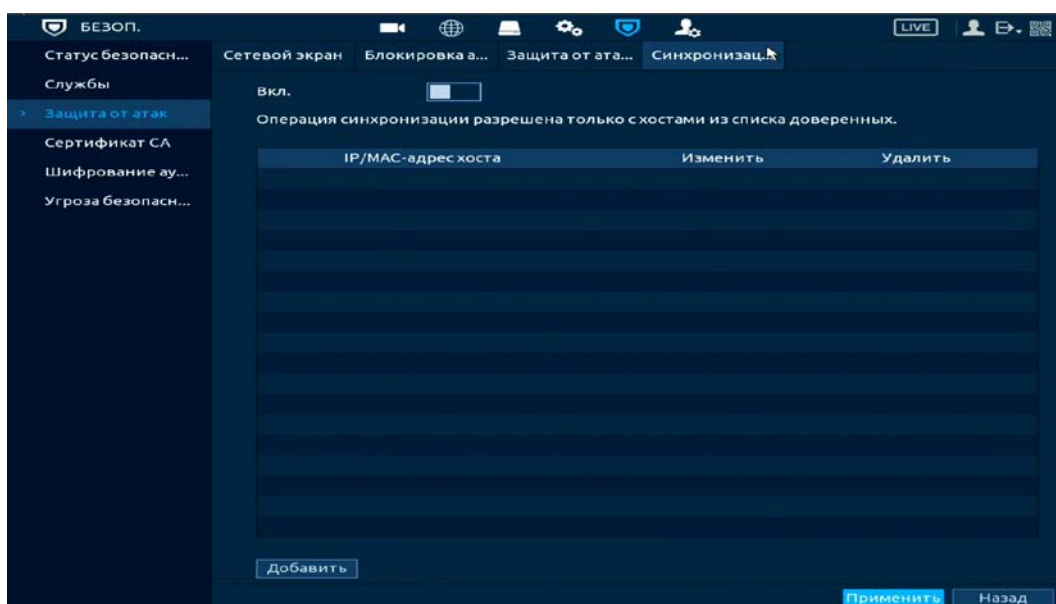 БЕЗОП.
LIVE
Статус безопасн...
Службы
Защита от атак
Сертификат CA
Шифрование ау...
Угроза безопасн...
Сетевой экран
Блокировка а...
Защита от ата...
Синхронизац...
Вкл.
Операция синхронизации разрешена только с хостами из списка доверенных.
IP/MAC-адрес хоста Изменить Удалить
Добавить
Применить Назад